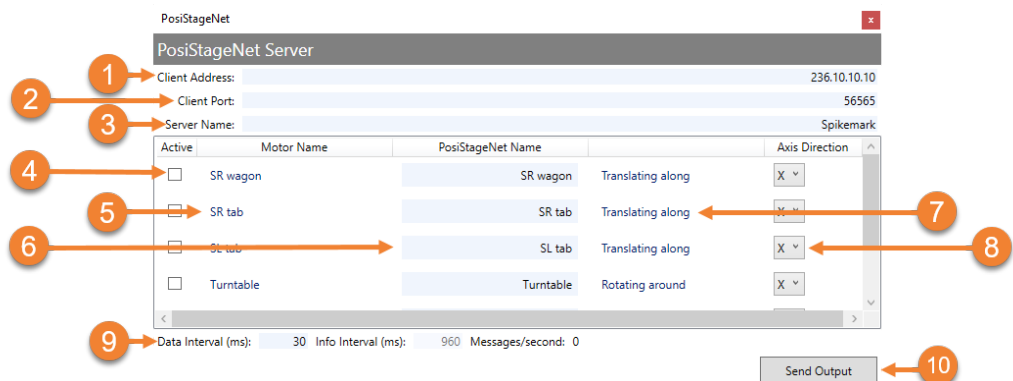 PosiStageNet x
PosiStageNet Server
1 Client Address: 236.10.10.10
2 Client Port: 56565
3 Server Name: Spikemark
Active Motor Name PosiStageNet Name Axis Direction
4 SR wagon SR wagon Translating along X
5 SR tab SR tab Translating along X 7
6 SL tab SL tab Translating along X 8
Turntable Turntable Rotating around X
9 Data Interval (ms): 30 Info Interval (ms): 960 Messages/second: 0
Send Output 10